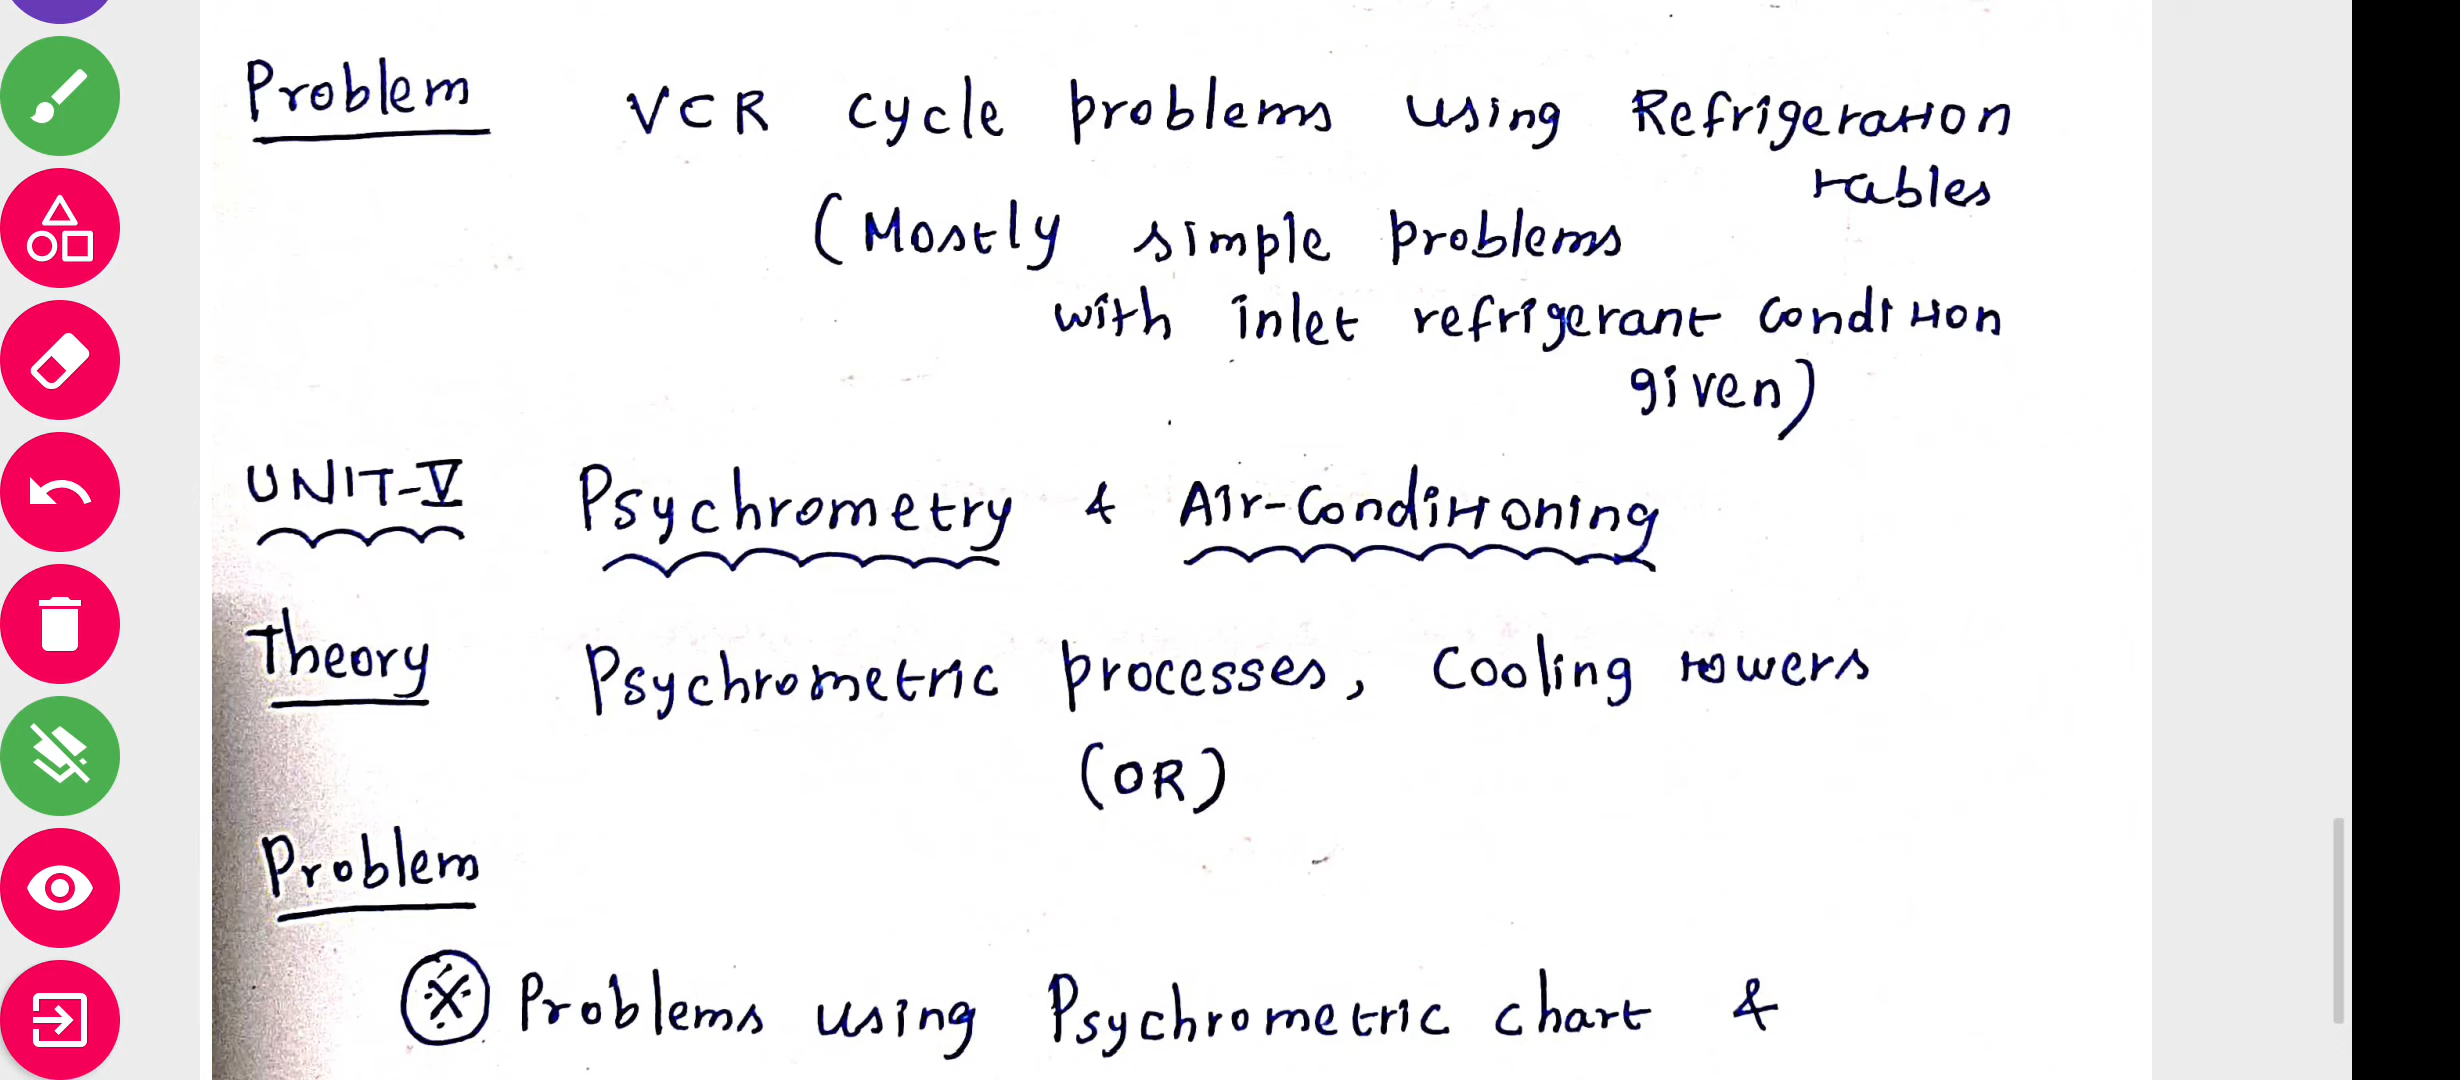 Problem VCR cycle problems using Refrigeration
tables
(Mostly simple problems
with inlet refrigerant condition
given)
UNIT-V Psychrometry & Air-Conditioning
Theory Psychrometric processes, cooling towers
(OR)
Problem
Problems using Psychrometric chart &